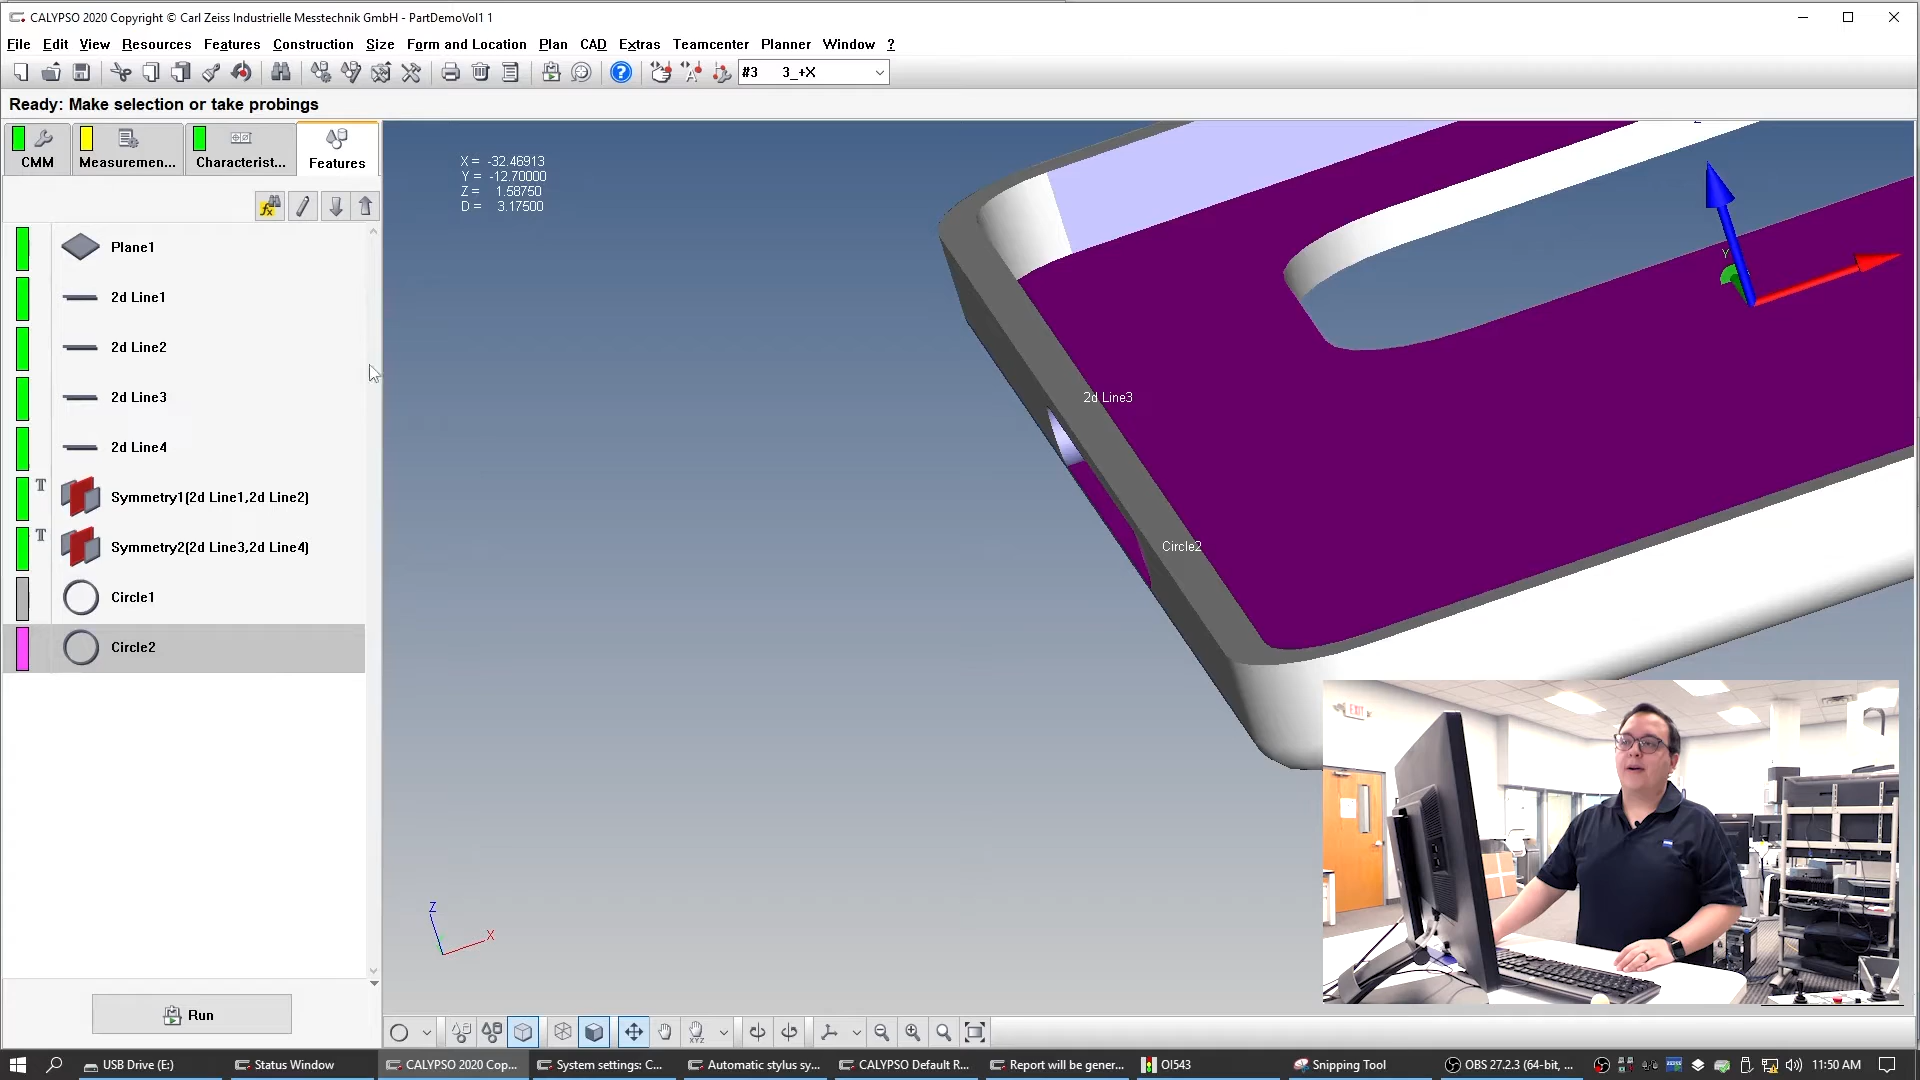 CALYPSO 2020 Copyright © Carl Zeiss Industrielle Messtechnik GmbH - PartDemoVol1 1
File Edit View Resources Features Construction Size Form and Location Plan CAD Extras Teamcenter Planner Window ?
#3 3_+X
Ready: Make selection or take probings
CMM Measuremen... Characterist... Features
X = -32.46913
Y = -12.70000
Z = 1.58750
D = 3.17500
Plane1
2d Line1
2d Line2
2d Line3
2d Line4
T Symmetry1(2d Line1,2d Line2)
T Symmetry2(2d Line3,2d Line4)
Circle1
Circle2
Y
2d Line3
Circle2
EXIT
Z
X
Run
XYZ
USB Drive (E:) Status Window CALYPSO 2020 Cop... System settings: C... Automatic stylus sy... CALYPSO Default R... Report will be gener... OI543 Snipping Tool OBS 27.2.3 (64-bit, ... 11:50 AM